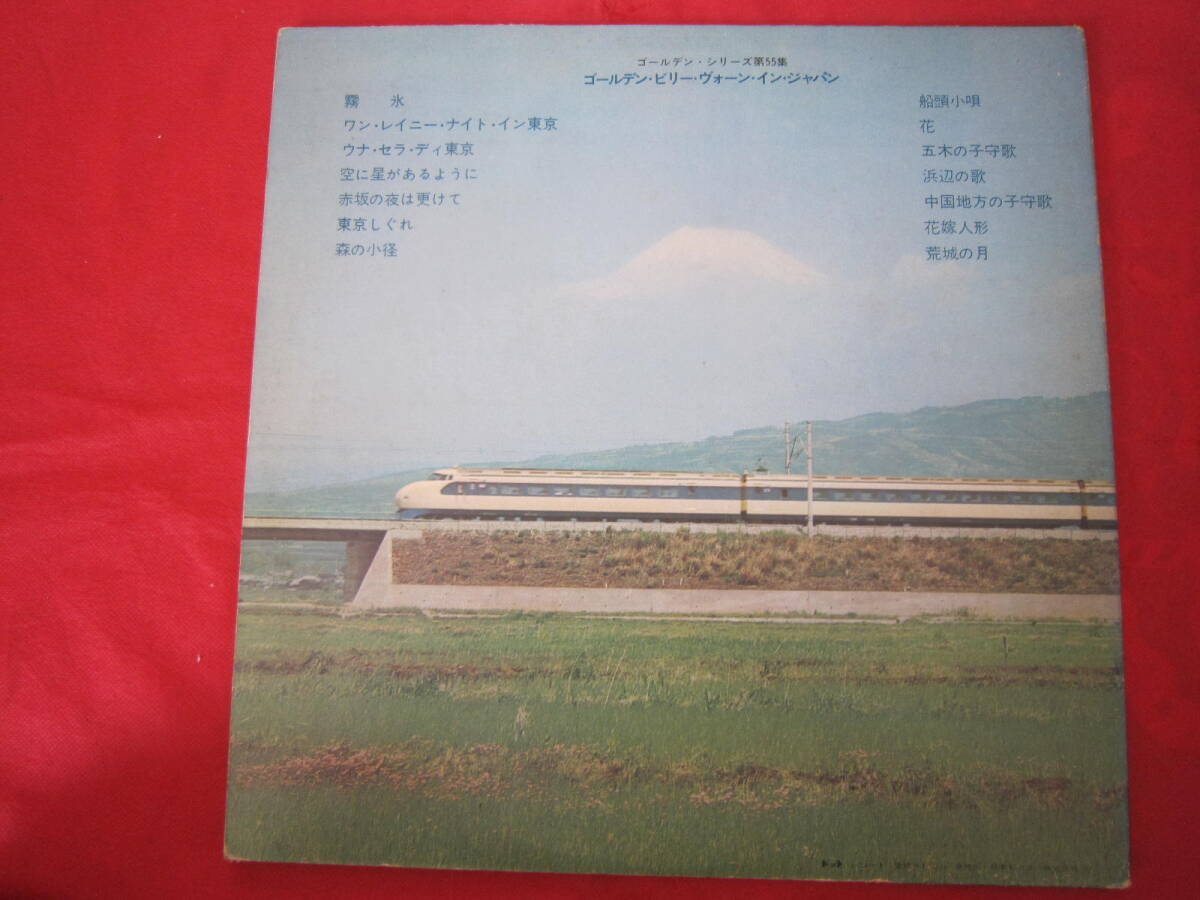 ゴールデン・シリーズ第55集
ゴールデン・ビリー・ヴォーン・イン・ジャパン
霧 氷
ワン・レイニー・ナイト・イン東京
ウナ・セラ・ディ東京
空に星があるように
赤坂の夜は更けて
東京しぐれ
森の小径
船頭小唄
花
五木の子守歌
浜辺の歌
中国地方の子守歌
花嫁人形
荒城の月